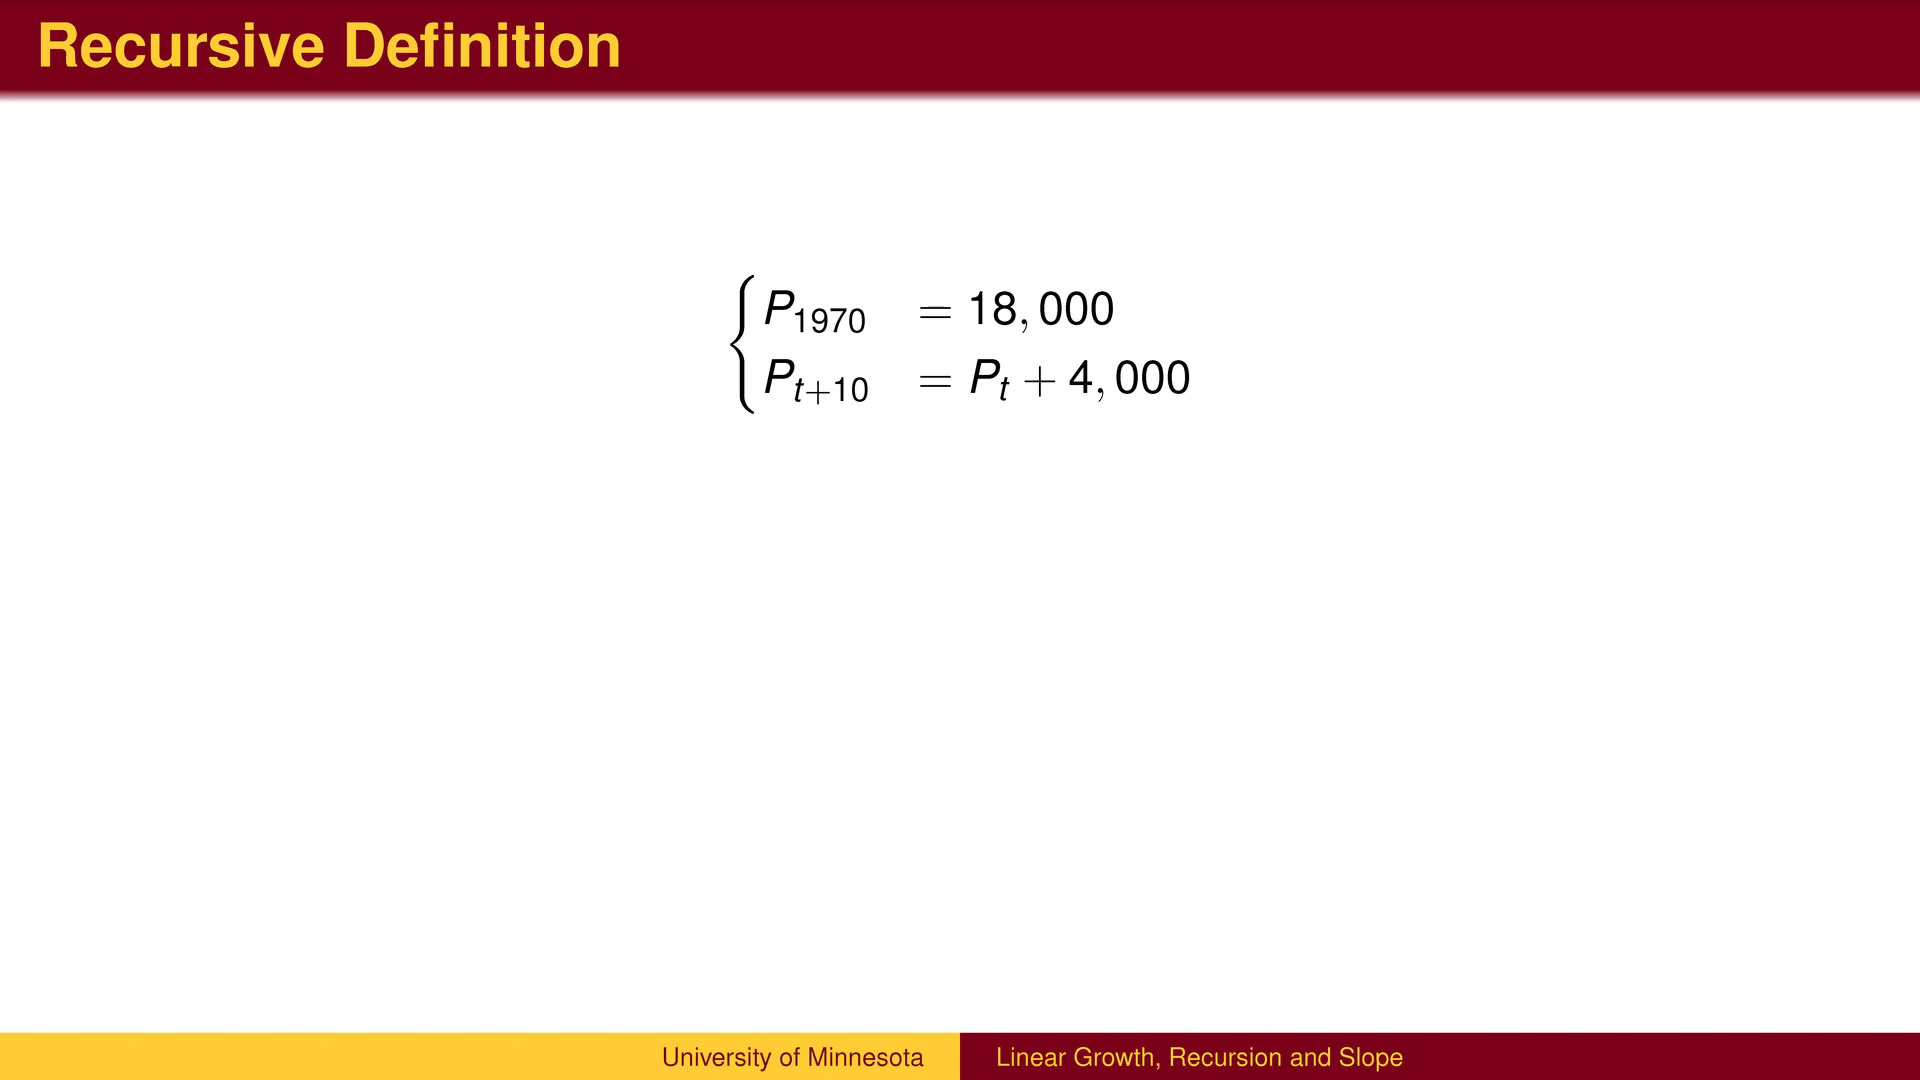 Recursive Definition
P₁₉₇₀ = 18,000
Pₜ₊₁₀ = Pₜ + 4,000
University of Minnesota
Linear Growth, Recursion and Slope